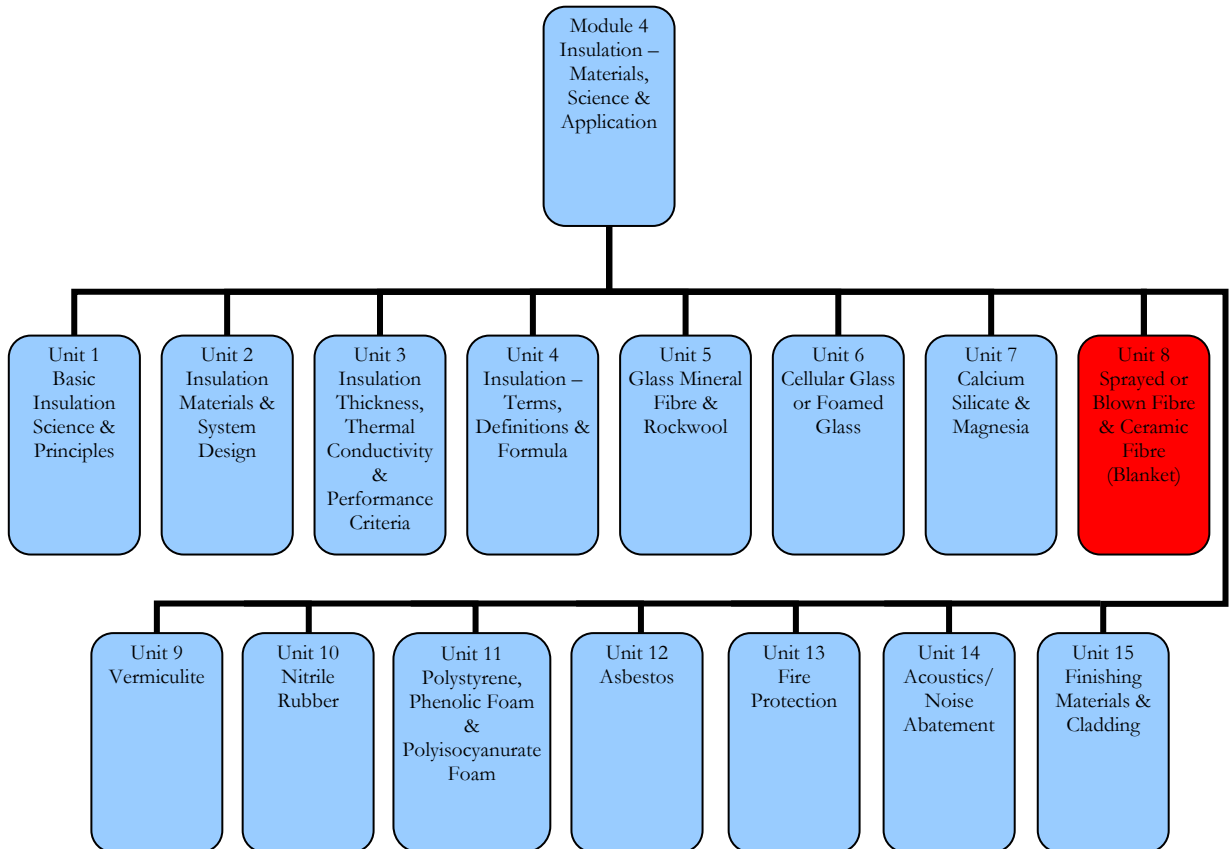 Module 4
Insulation –
Materials,
Science &
Application
Unit 1
Basic
Insulation
Science &
Principles
Unit 2
Insulation
Materials &
System
Design
Unit 3
Insulation
Thickness,
Thermal
Conductivity
&
Performance
Criteria
Unit 4
Insulation –
Terms,
Definitions &
Formula
Unit 5
Glass Mineral
Fibre &
Rockwool
Unit 6
Cellular Glass
or Foamed
Glass
Unit 7
Calcium
Silicate &
Magnesia
Unit 8
Sprayed or
Blown Fibre
& Ceramic
Fibre
(Blanket)
Unit 9
Vermiculite
Unit 10
Nitrile
Rubber
Unit 11
Polystyrene,
Phenolic Foam
&
Polyisocyanurate
Foam
Unit 12
Asbestos
Unit 13
Fire
Protection
Unit 14
Acoustics/
Noise
Abatement
Unit 15
Finishing
Materials &
Cladding